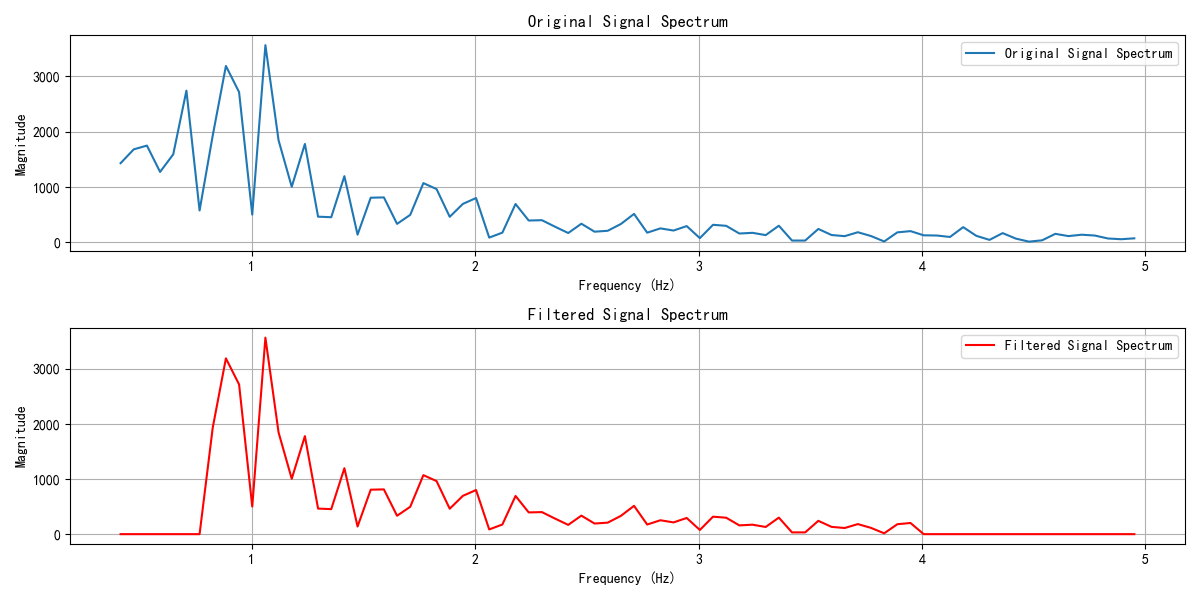 Original Signal Spectrum
Original Signal Spectrum
Magnitude
3000
2000
1000
0
1 2 3 4 5
Frequency (Hz)
Filtered Signal Spectrum
Filtered Signal Spectrum
Magnitude
3000
2000
1000
0
1 2 3 4 5
Frequency (Hz)